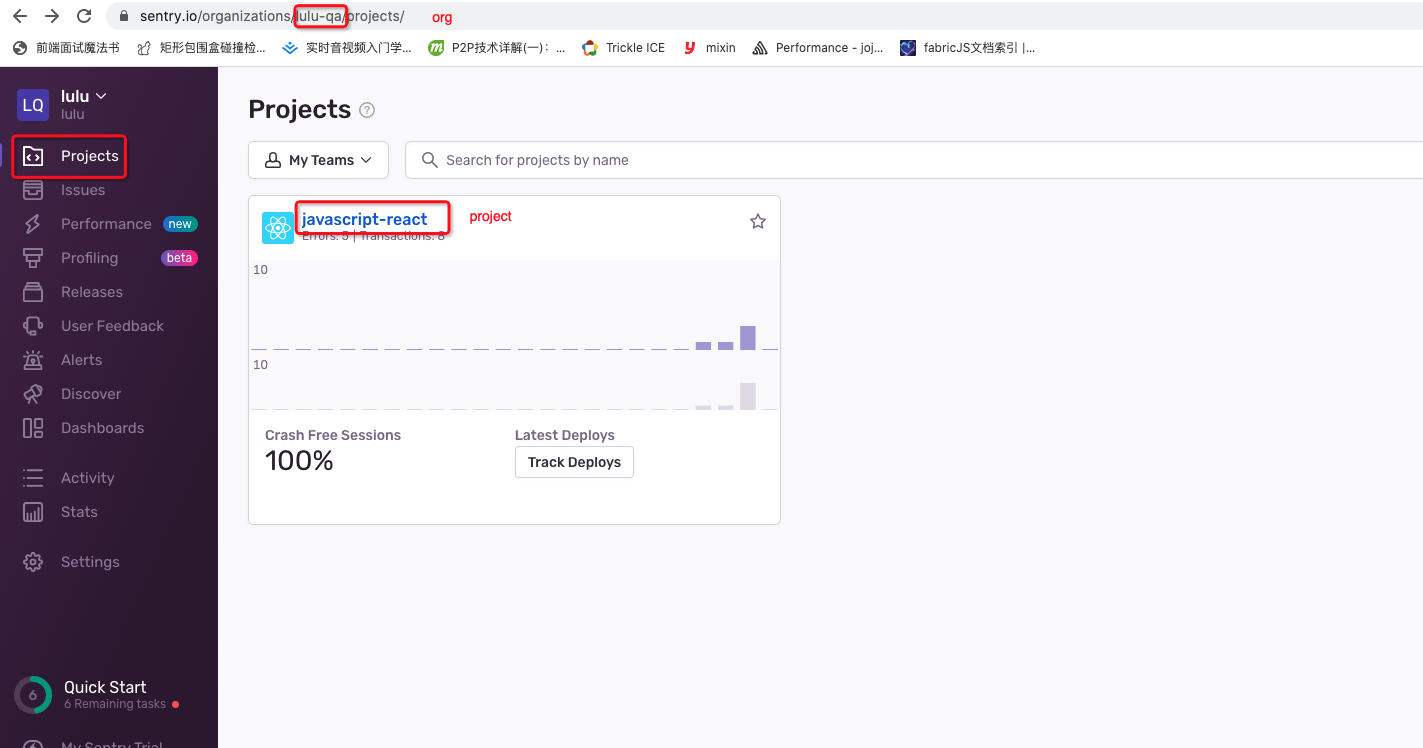 sentry.io/organizations/lulu-qa/projects/ org
前端面试魔法书 矩形包围盒碰撞检... 实时音视频入门学... P2P技术详解(一)：... Trickle ICE mixin Performance - joj... fabricJS文档索引 |...
LQ lulu
lulu
Projects
Issues
Performance new
Profiling beta
Releases
User Feedback
Alerts
Discover
Dashboards
Activity
Stats
Settings
6 Quick Start
6 Remaining tasks
My Sentry Trial
Projects ?
My Teams Search for projects by name
javascript-react project
Errors: 5 | Transactions: 8
10
10
Crash Free Sessions Latest Deploys
100% Track Deploys